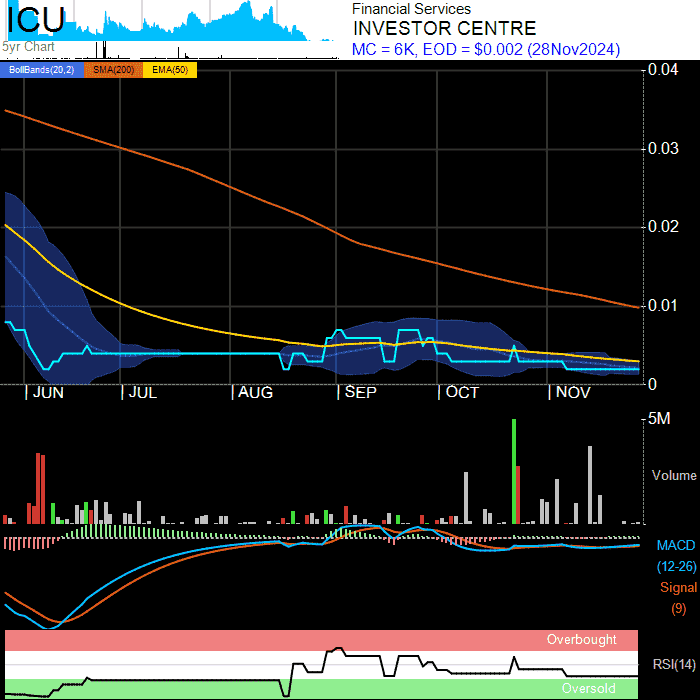 ICU
5yr Chart
Financial Services
INVESTOR CENTRE
MC = 6K, EOD = $0.002 (28Nov2024)
BollBands(20,2) SMA(200) EMA(50)
0.04
0.03
0.02
0.01
0
JUN JUL AUG SEP OCT NOV
5M
Volume
MACD
(12-26)
Signal
(9)
Overbought
RSI(14)
Oversold